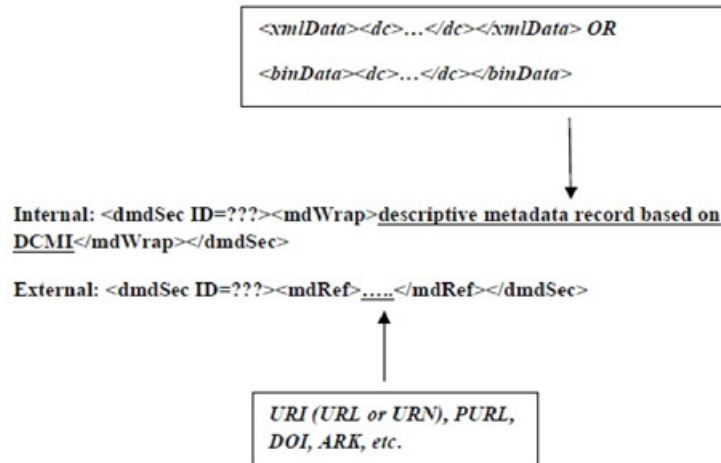 <xmlData><dc>...</dc></xmlData> OR
<binData><dc>...</dc></binData>
Internal: <dmdSec ID=???><mdWrap>descriptive metadata record based on
DCMI</mdWrap></dmdSec>
External: <dmdSec ID=???><mdRef>.....</mdRef></dmdSec>
URI (URL or URN), PURL,
DOI, ARK, etc.